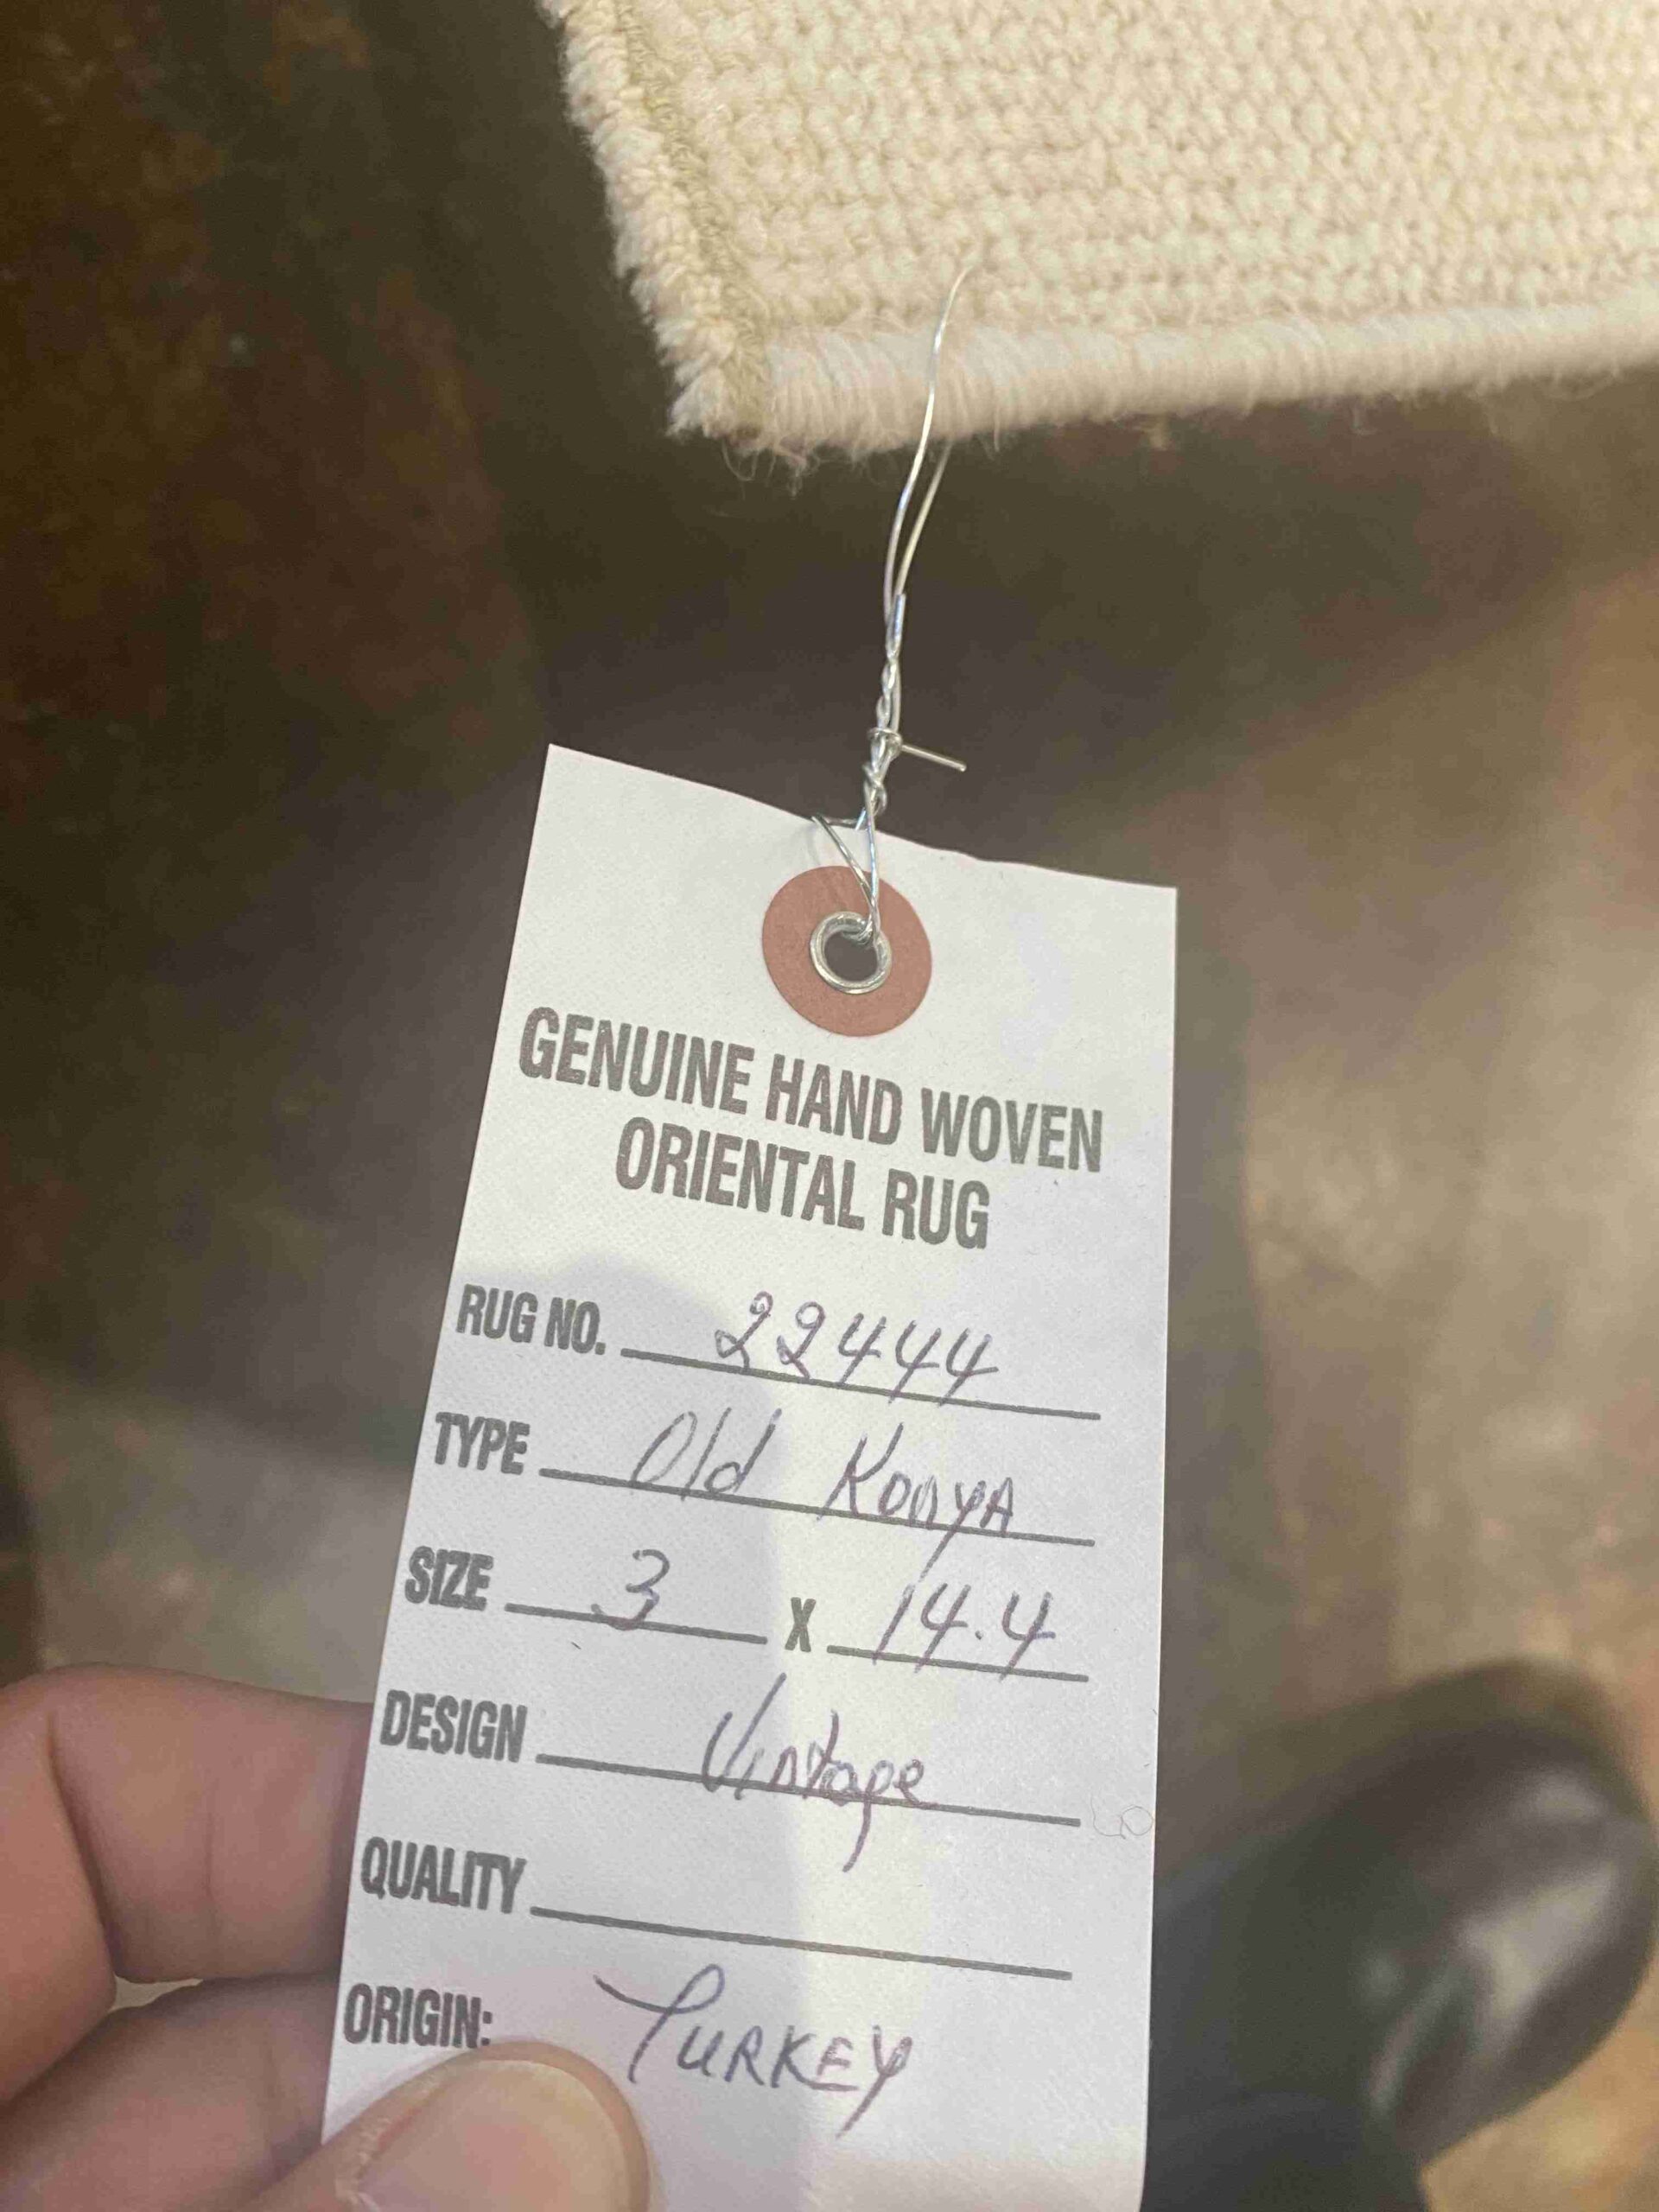 GENUINE HAND WOVEN
ORIENTAL RUG
RUG NO. 22444
TYPE Old KonyA
SIZE 3 X 14.4
DESIGN Vintage
QUALITY
ORIGIN: TURKEY